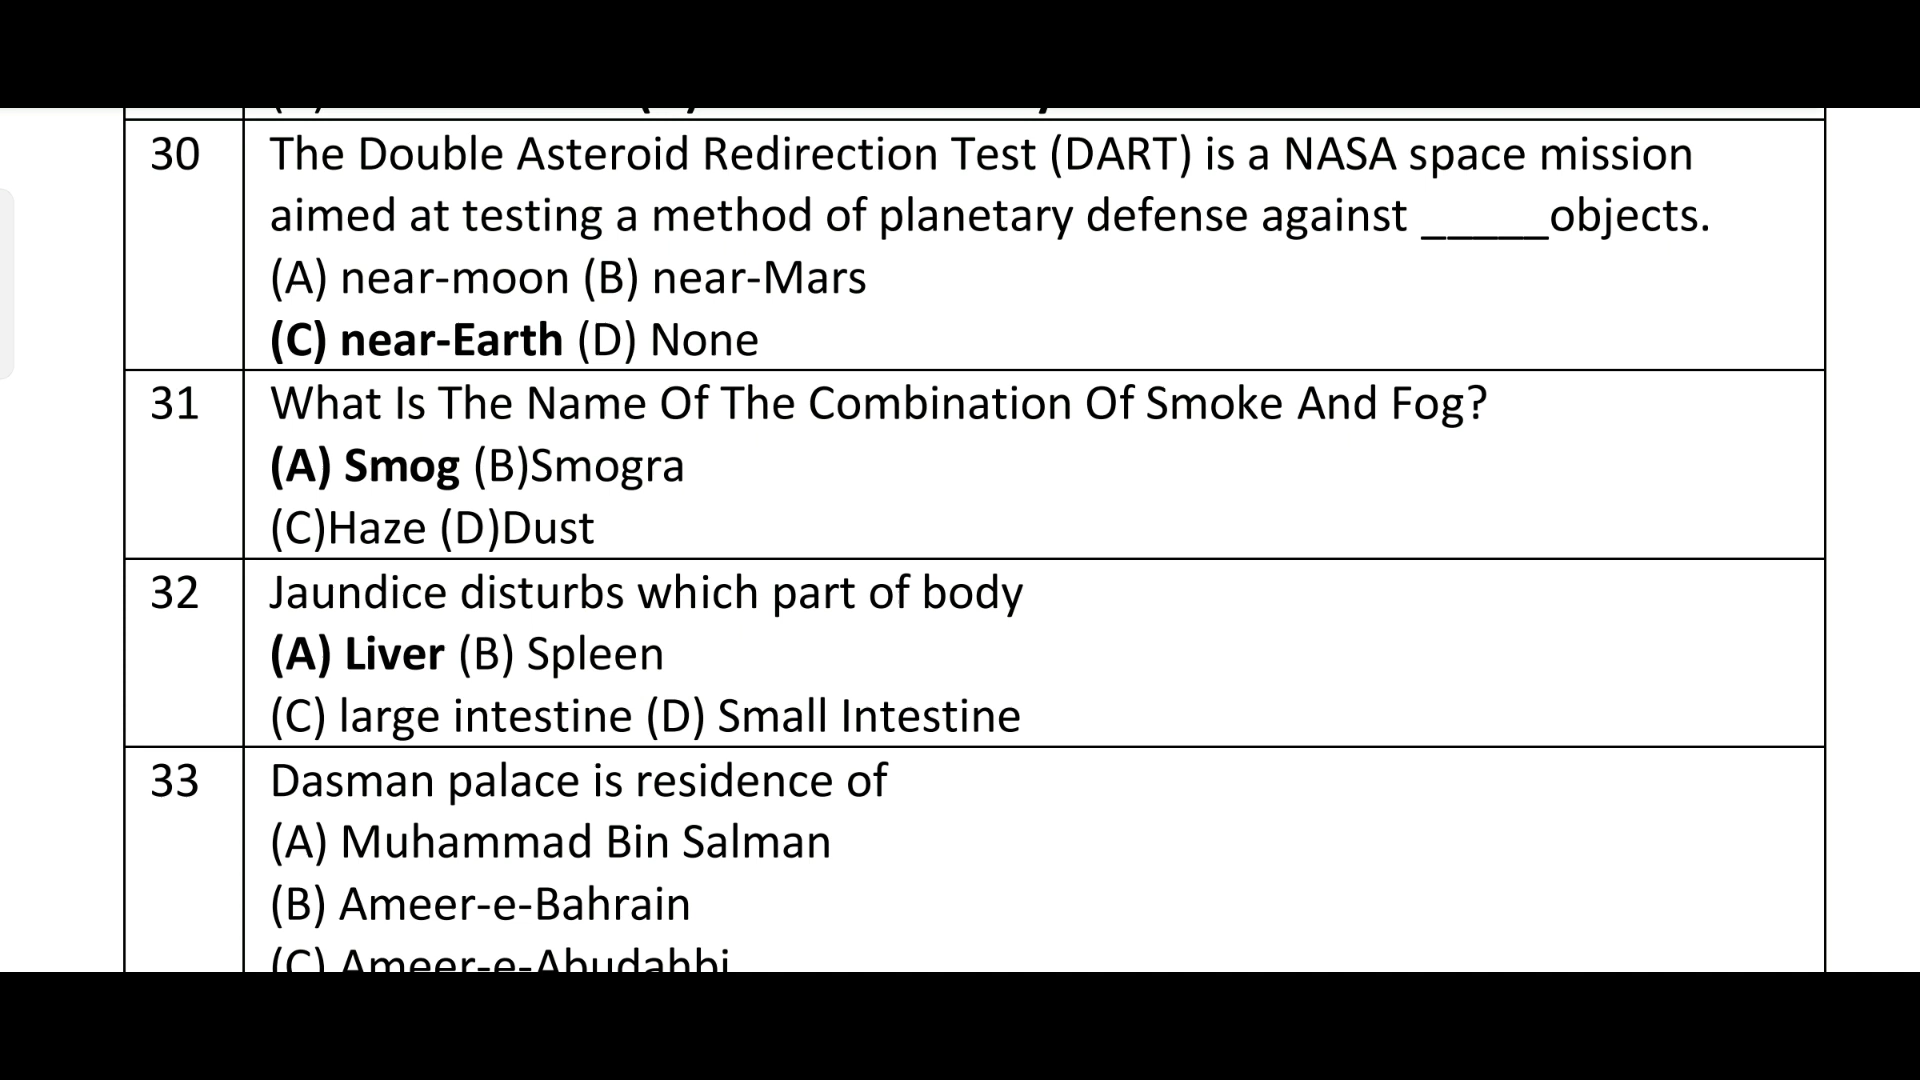 30
The Double Asteroid Redirection Test (DART) is a NASA space mission
aimed at testing a method of planetary defense against _____objects.
(A) near-moon (B) near-Mars
(C) near-Earth (D) None
31
What Is The Name Of The Combination Of Smoke And Fog?
(A) Smog (B)Smogra
(C)Haze (D)Dust
32
Jaundice disturbs which part of body
(A) Liver (B) Spleen
(C) large intestine (D) Small Intestine
33
Dasman palace is residence of
(A) Muhammad Bin Salman
(B) Ameer-e-Bahrain
(C) Ameer-e-Abudahbi